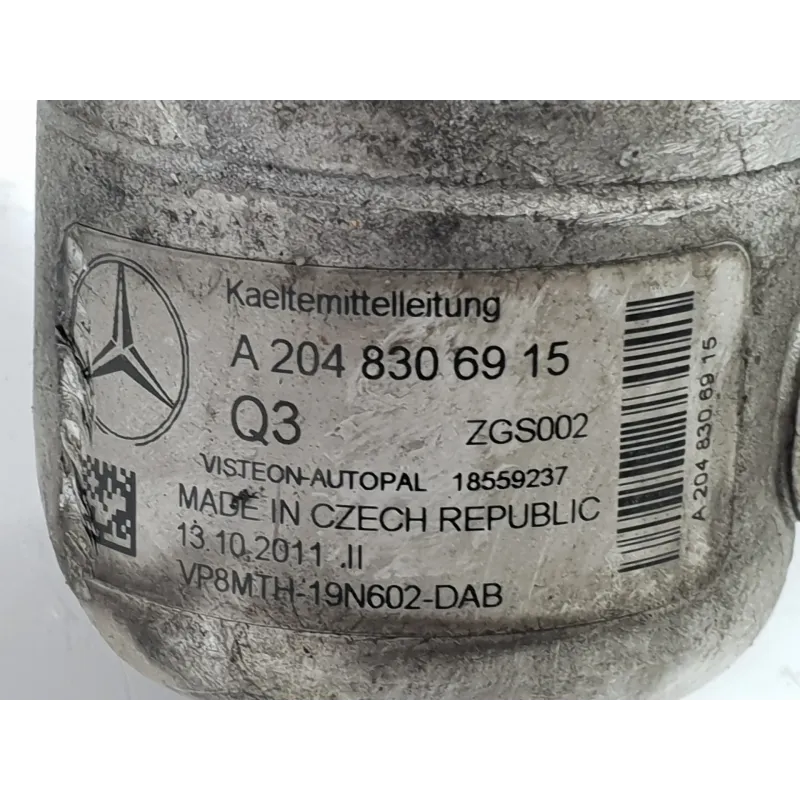 Kaeltemittelleitung
A 204 830 69 15
Q3 ZGS002
VISTEON-AUTOPAL 18559237
MADE IN CZECH REPUBLIC
13.10.2011 .II
VP8MTH-19N602-DAB
A 204 830 69 15